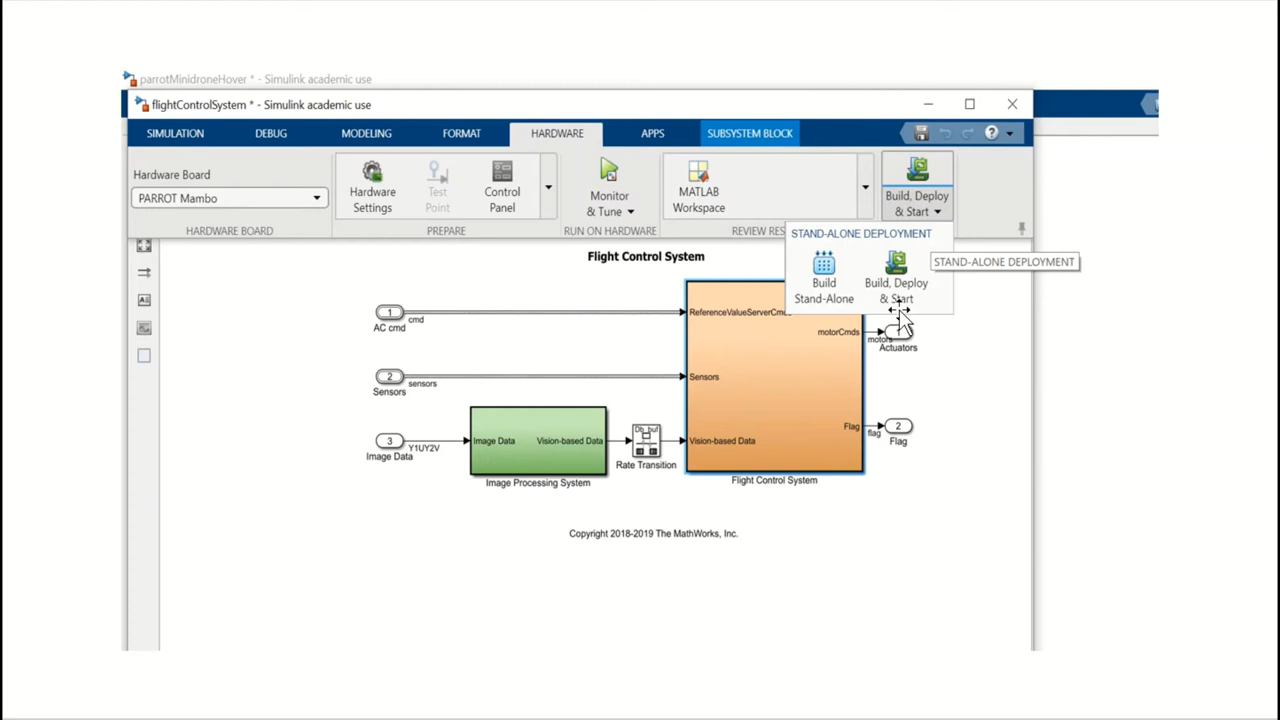 parrotMinidroneHover * - Simulink academic use
flightControlSystem * - Simulink academic use
SIMULATION DEBUG MODELING FORMAT HARDWARE APPS SUBSYSTEM BLOCK
Hardware Board
PARROT Mambo
Hardware
Settings
Test
Point
Control
Panel
Monitor
& Tune
MATLAB
Workspace
Build, Deploy
& Start
HARDWARE BOARD PREPARE RUN ON HARDWARE REVIEW RES
STAND-ALONE DEPLOYMENT
Build
Stand-Alone
Build, Deploy
& Start
STAND-ALONE DEPLOYMENT
Flight Control System
1
cmd
AC cmd
ReferenceValueServerCmds
motorCmds
motors
Actuators
2
sensors
Sensors
Sensors
3
Y1UY2V
Image Data
Image Data
Vision-based Data
Image Processing System
Db_buf
Rate Transition
Vision-based Data
Flag
flag
2
Flag
Flight Control System
Copyright 2018-2019 The MathWorks, Inc.